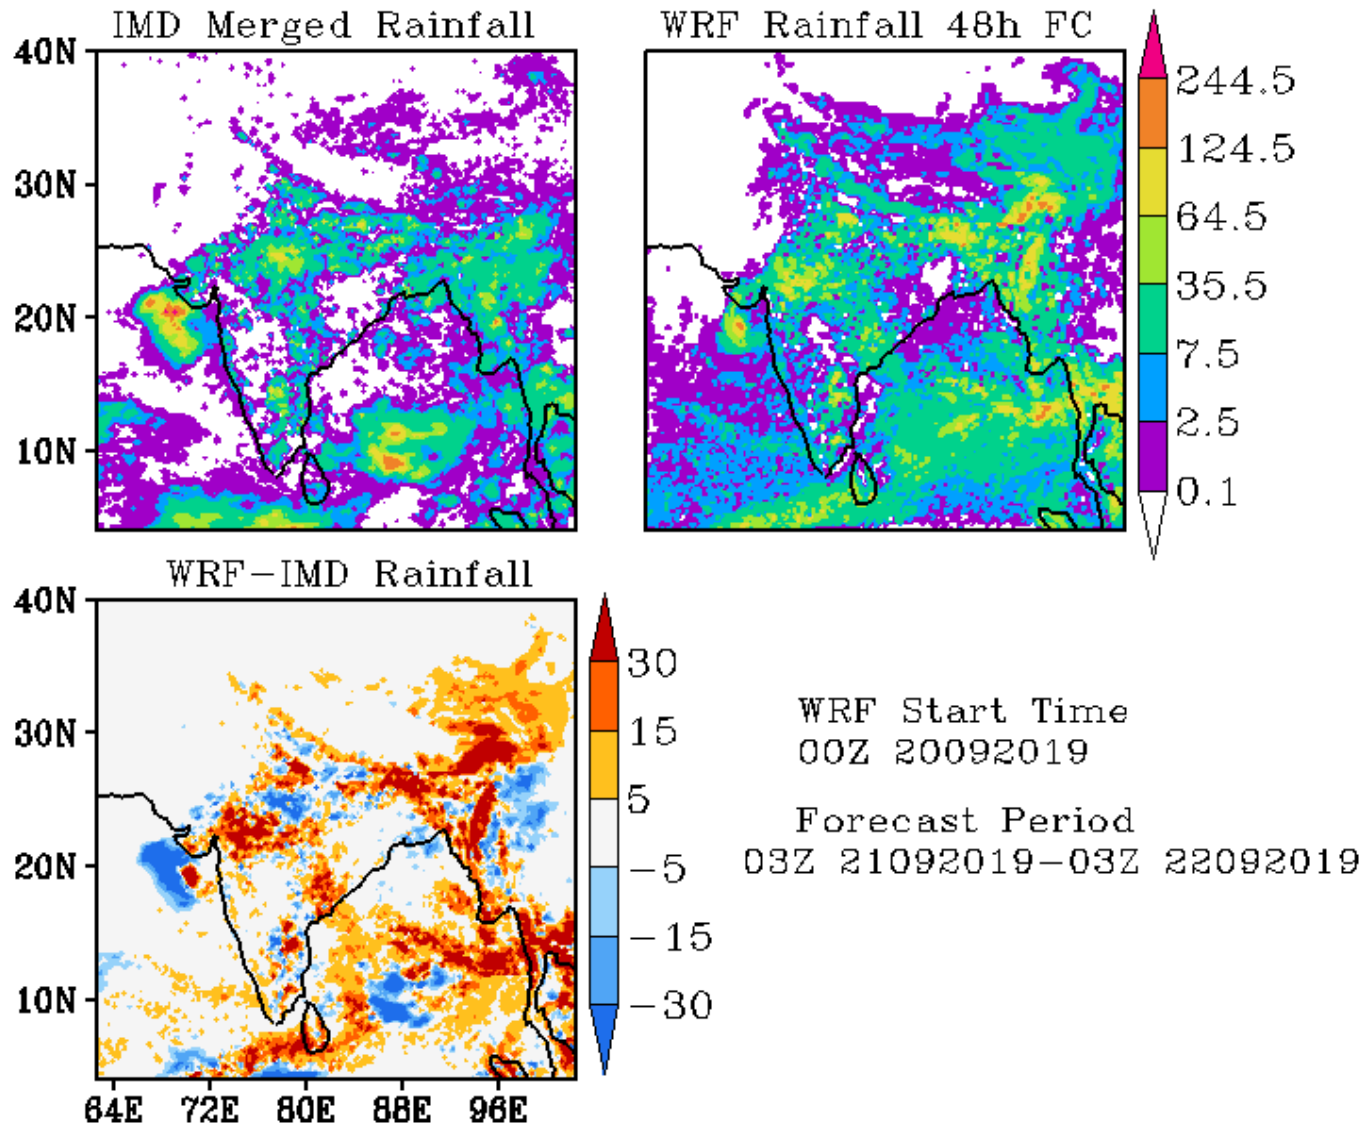 IMD Merged Rainfall
WRF Rainfall 48h FC
40N
30N
20N
10N
244.5
124.5
64.5
35.5
7.5
2.5
0.1
WRF-IMD Rainfall
40N
30N
20N
10N
64E 72E 80E 88E 96E
30
15
5
-5
-15
-30
WRF Start Time
00Z 20092019
Forecast Period
03Z 21092019-03Z 22092019